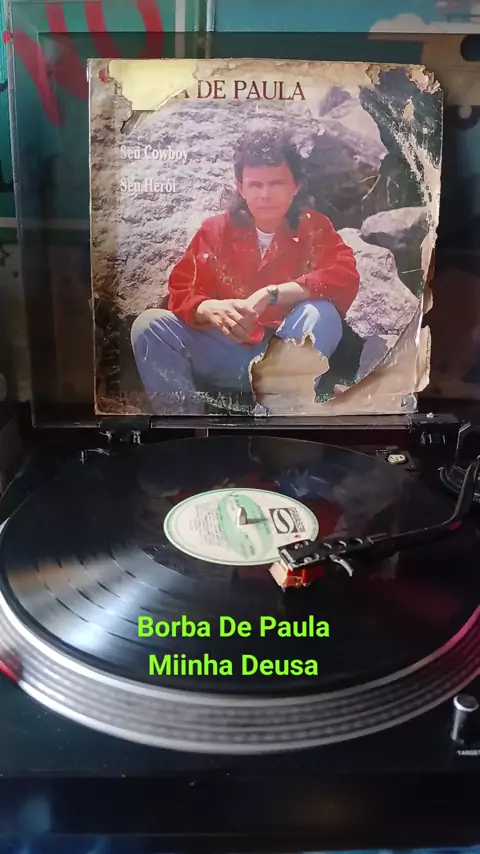 A DE PAULA
Seu Cowboy
Seu Herói
Borba De Paula
Miinha Deusa